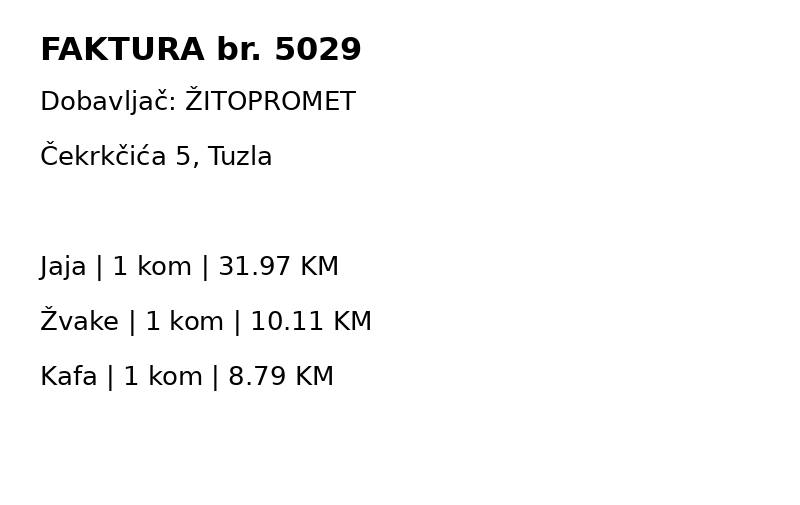 FAKTURA br. 5029
Dobavljač: ŽITOPROMET
Čekrkčića 5, Tuzla
Jaja | 1 kom | 31.97 KM
Žvake | 1 kom | 10.11 KM
Kafa | 1 kom | 8.79 KM